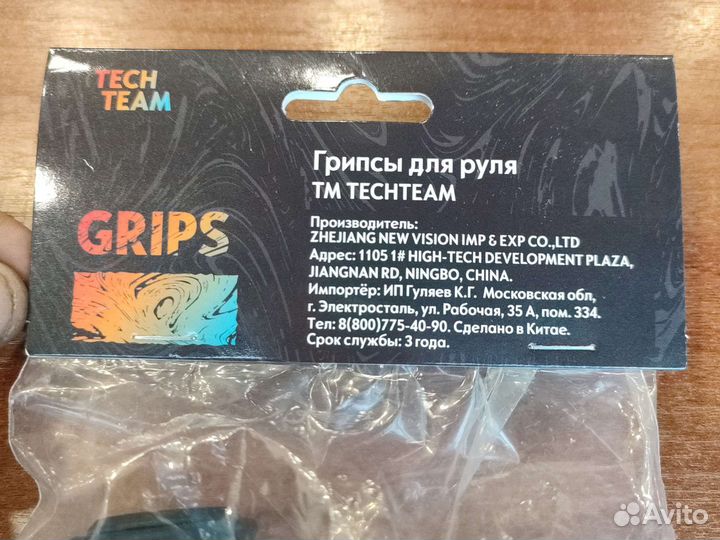 TECH
TEAM
GRIPS
Грипсы для руля
ТМ TECHTEAM
Производитель:
ZHEJIANG NEW VISION IMP & EXP CO.,LTD
Адрес: 1105 1# HIGH-TECH DEVELOPMENT PLAZA,
JIANGNAN RD, NINGBO, CHINA.
Импортёр: ИП Гуляев К.Г. Московская обл,
г. Электросталь, ул. Рабочая, 35 А, пом. 334.
Тел: 8(800)775-40-90. Сделано в Китае.
Срок службы: 3 года.
Avito